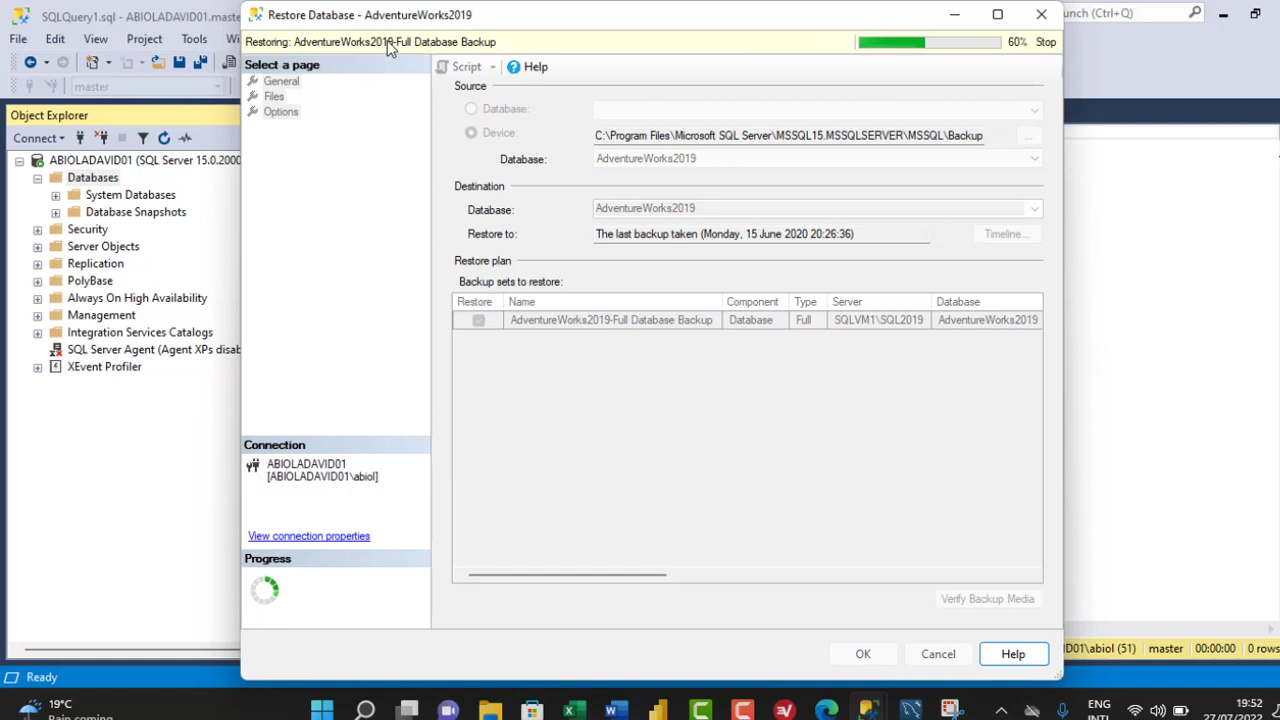 SQLQuery1.sql - ABIOLADAVID01.mas
Restore Database - AdventureWorks2019
unch (Ctrl+Q)
File Edit View Project Tools Wi
Restoring: AdventureWorks2019-Full Database Backup
60% Stop
Select a page
General
Files
Options
Script
Help
master
Source
Database:
Device:
C:\Program Files\Microsoft SQL Server\MSSQL15.MSSQLSERVER\MSSQL\Backup
...
Database:
AdventureWorks2019
Destination
Database:
AdventureWorks2019
Restore to:
The last backup taken (Monday, 15 June 2020 20:26:36)
Timeline...
Restore plan
Backup sets to restore:
Restore Name Component Type Server Database
AdventureWorks2019-Full Database Backup Database Full SQLVM1\SQL2019 AdventureWorks2019
Object Explorer
Connect
ABIOLADAVID01 (SQL Server 15.0.2000
Databases
System Databases
Database Snapshots
Security
Server Objects
Replication
PolyBase
Always On High Availability
Management
Integration Services Catalogs
SQL Server Agent (Agent XPs disab
XEvent Profiler
Connection
ABIOLADAVID01
[ABIOLADAVID01\abiol]
View connection properties
Progress
Verify Backup Media
OK Cancel Help
D01\abiol (51) master 00:00:00 0 rows
Ready
19°C
Rain coming
ENG
INTL
19:52
27/07/2022